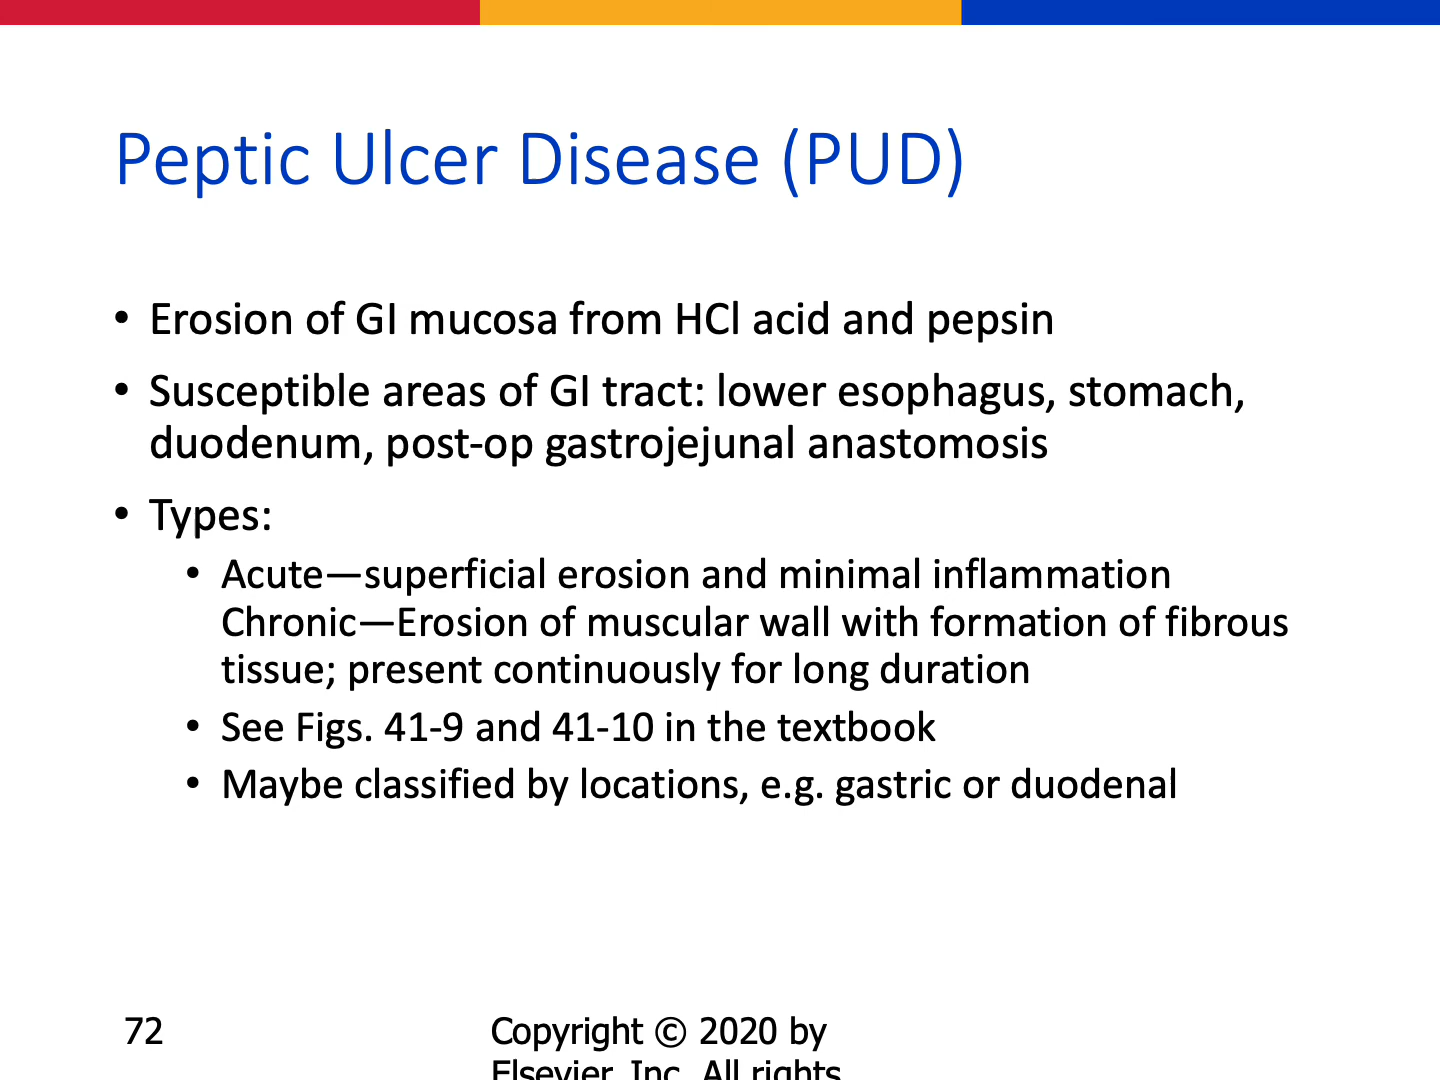 Peptic Ulcer Disease (PUD)
• Erosion of GI mucosa from HCl acid and pepsin
• Susceptible areas of GI tract: lower esophagus, stomach,
duodenum, post-op gastrojejunal anastomosis
• Types:
• Acute—superficial erosion and minimal inflammation
Chronic—Erosion of muscular wall with formation of fibrous
tissue; present continuously for long duration
• See Figs. 41-9 and 41-10 in the textbook
• Maybe classified by locations, e.g. gastric or duodenal
72
Copyright © 2020 by
Elsevier, Inc. All rights